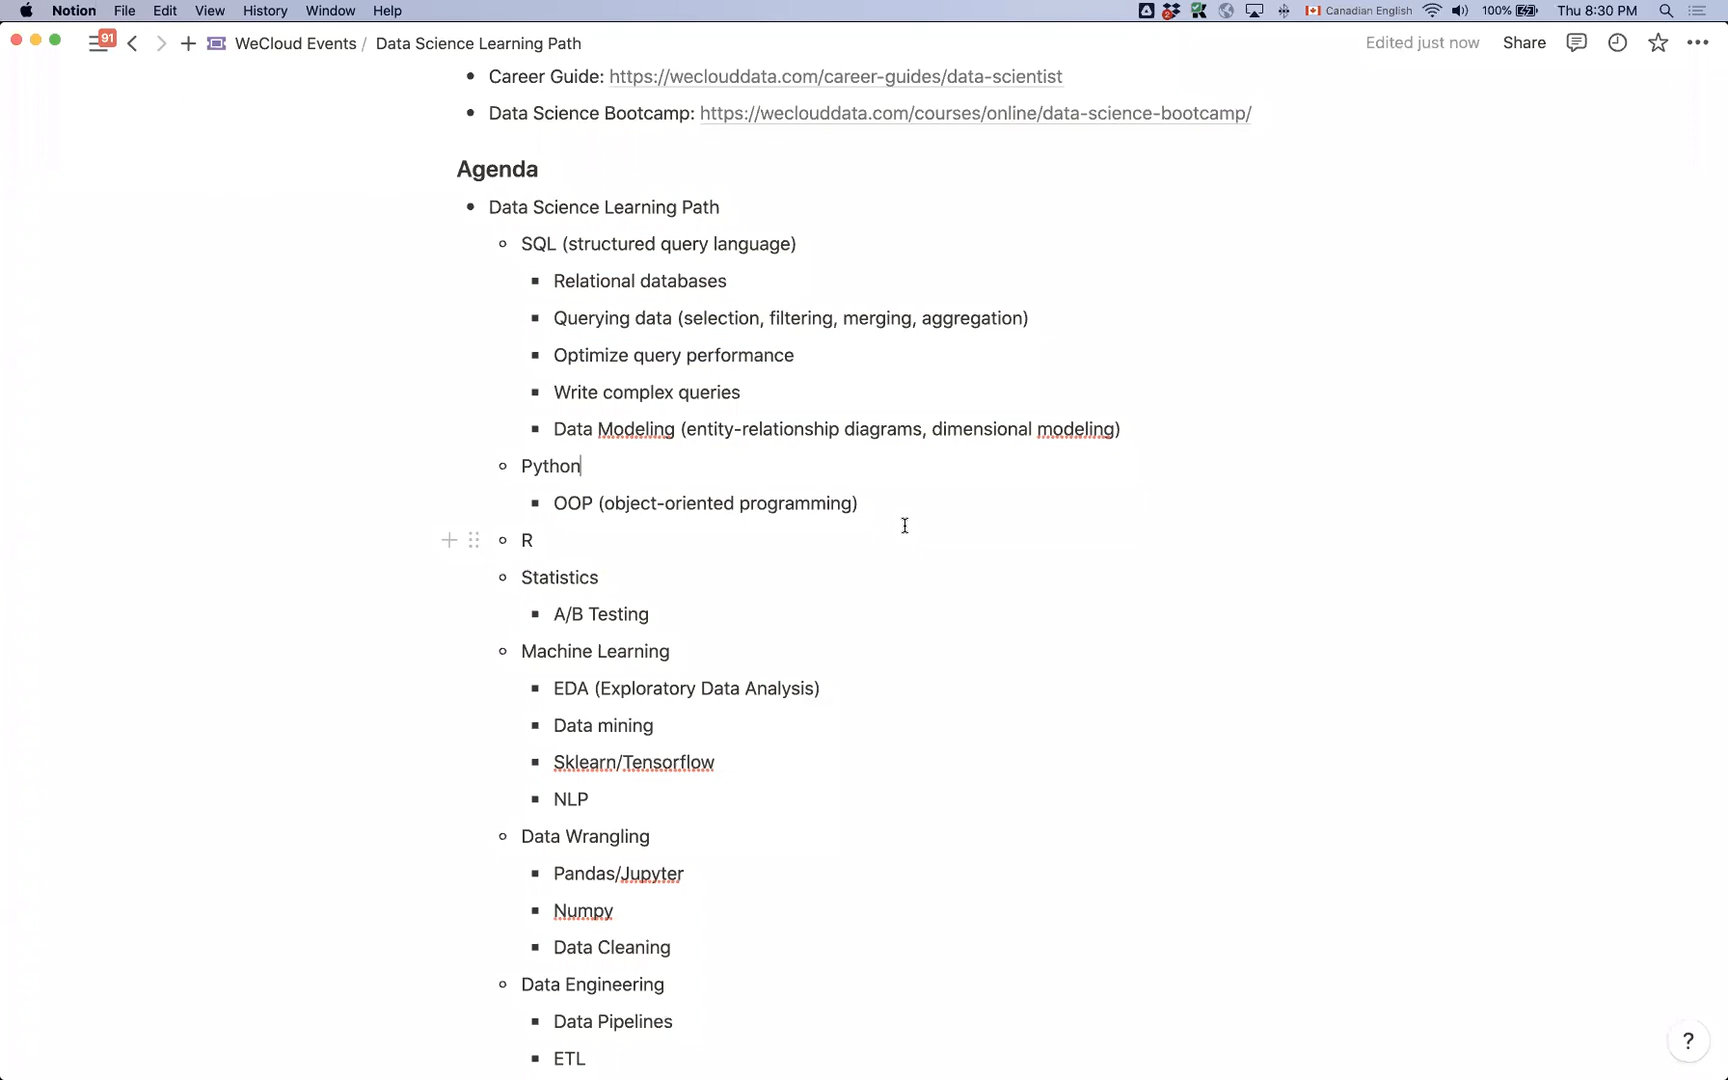 Notion File Edit View History Window Help Canadian English 100% Thu 8:30 PM
91 WeCloud Events / Data Science Learning Path Edited just now Share
Career Guide: https://weclouddata.com/career-guides/data-scientist
Data Science Bootcamp: https://weclouddata.com/courses/online/data-science-bootcamp/
Agenda
Data Science Learning Path
SQL (structured query language)
Relational databases
Querying data (selection, filtering, merging, aggregation)
Optimize query performance
Write complex queries
Data Modeling (entity-relationship diagrams, dimensional modeling)
Python
OOP (object-oriented programming)
R
Statistics
A/B Testing
Machine Learning
EDA (Exploratory Data Analysis)
Data mining
Sklearn/Tensorflow
NLP
Data Wrangling
Pandas/Jupyter
Numpy
Data Cleaning
Data Engineering
Data Pipelines
ETL
?